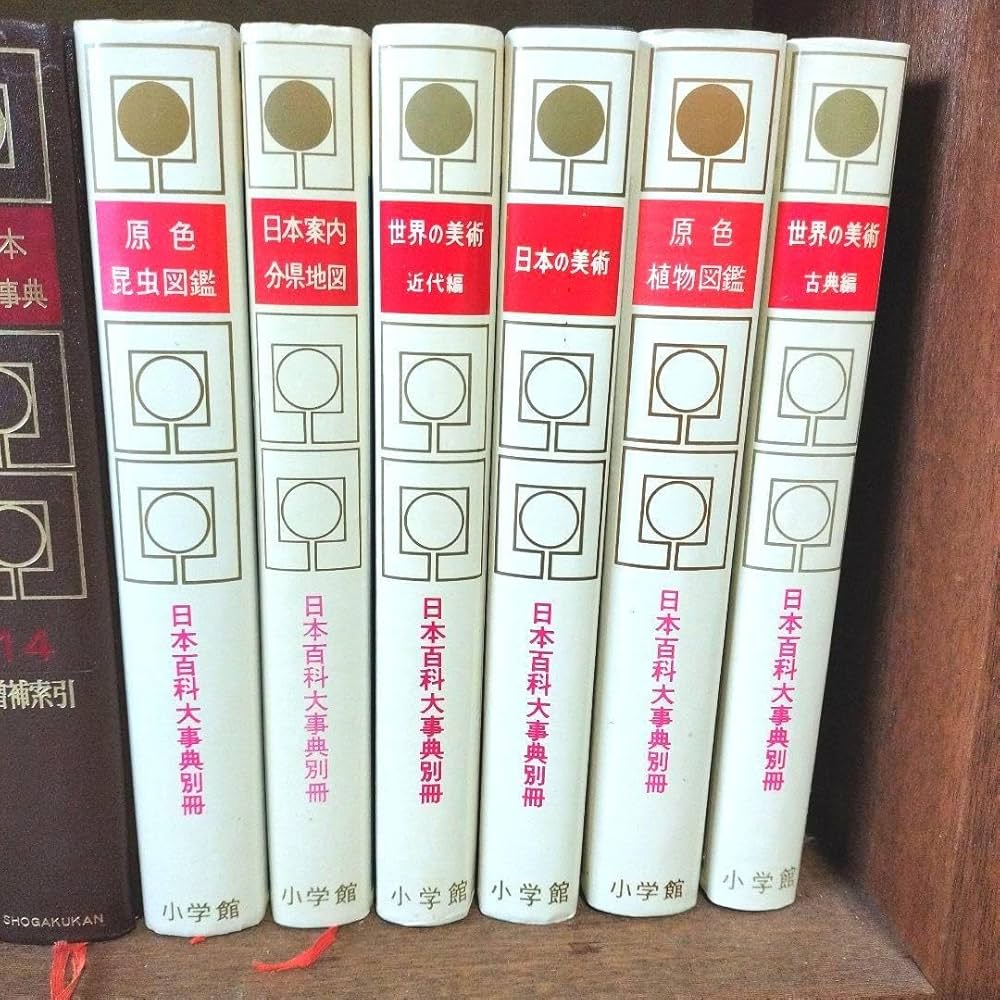 本
事典
14
増補索引
SHOGAKUKAN
原色
昆虫図鑑
日本百科大事典別冊
小学館
日本案内
分県地図
日本百科大事典別冊
小学館
世界の美術
近代編
日本百科大事典別冊
小学館
日本の美術
日本百科大事典別冊
小学館
原色
植物図鑑
日本百科大事典別冊
小学館
世界の美術
古典編
日本百科大事典別冊
小学館